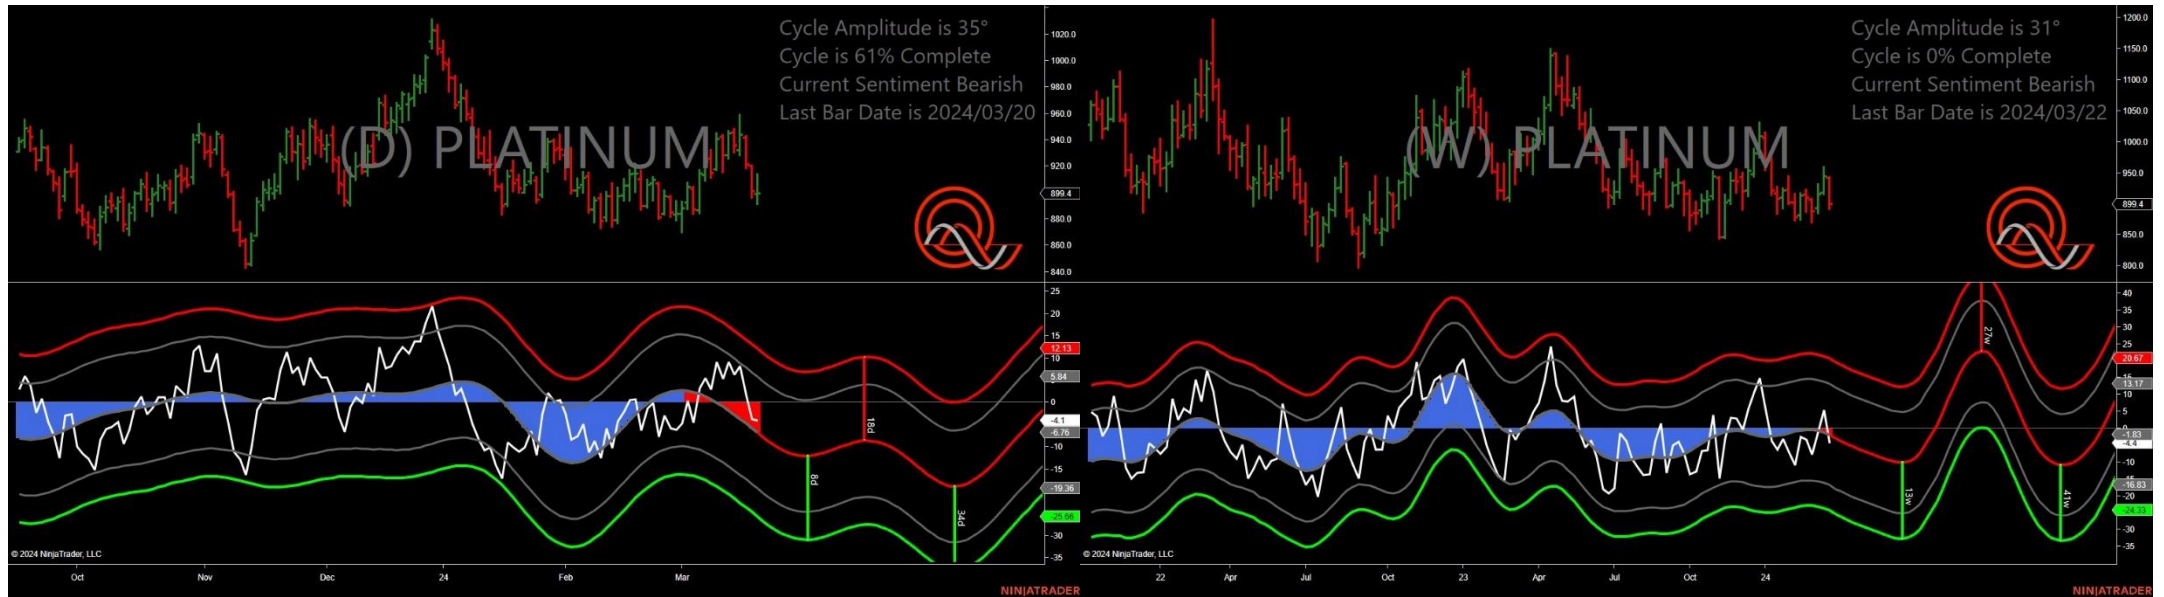 Cycle Amplitude is 35°
Cycle is 61% Complete
Current Sentiment Bearish
Last Bar Date is 2024/03/20
(D) PLATINUM
1020.0
1000.0
980.0
960.0
940.0
920.0
899.4
880.0
860.0
840.0
25
20
15
12.13
10
5.84
0
-4.1
-6.76
-10
-15
-19.36
-25.66
-30
-35
18d
8d
34d
© 2024 NinjaTrader, LLC
Oct
Nov
Dec
24
Feb
Mar
NINJATRADER
Cycle Amplitude is 31°
Cycle is 0% Complete
Current Sentiment Bearish
Last Bar Date is 2024/03/22
(W) PLATINUM
1200.0
1150.0
1100.0
1050.0
1000.0
950.0
899.4
850.0
800.0
40
35
30
25
20.67
15
13.17
10
5
0
-1.83
-4.4
-10
-16.83
-20
-24.33
-30
-35
27w
13w
41w
© 2024 NinjaTrader, LLC
22
Apr
Jul
Oct
23
Apr
Jul
Oct
24
NINJATRADER